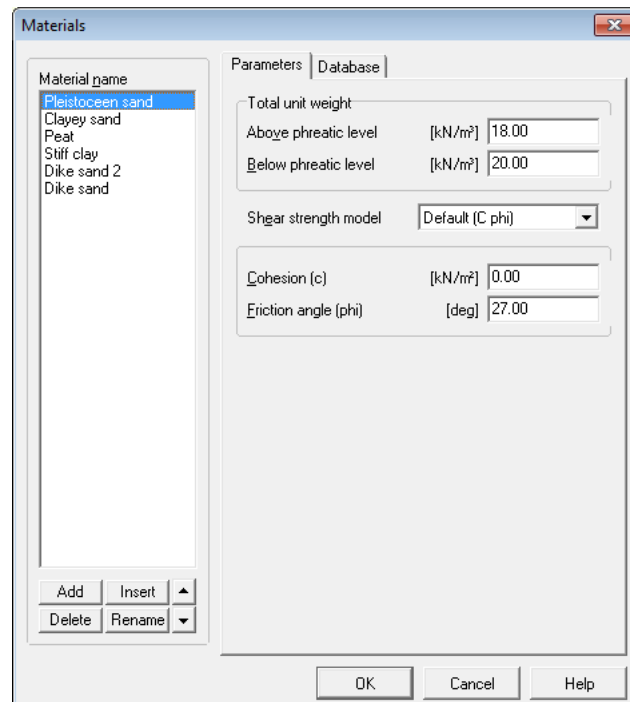 Materials
Material name
Pleistoceen sand
Clayey sand
Peat
Stiff clay
Dike sand 2
Dike sand
Add Insert
Delete Rename
Parameters Database
Total unit weight
Above phreatic level [kN/m³] 18.00
Below phreatic level [kN/m³] 20.00
Shear strength model Default (C phi)
Cohesion (c) [kN/m²] 0.00
Friction angle (phi) [deg] 27.00
OK Cancel Help